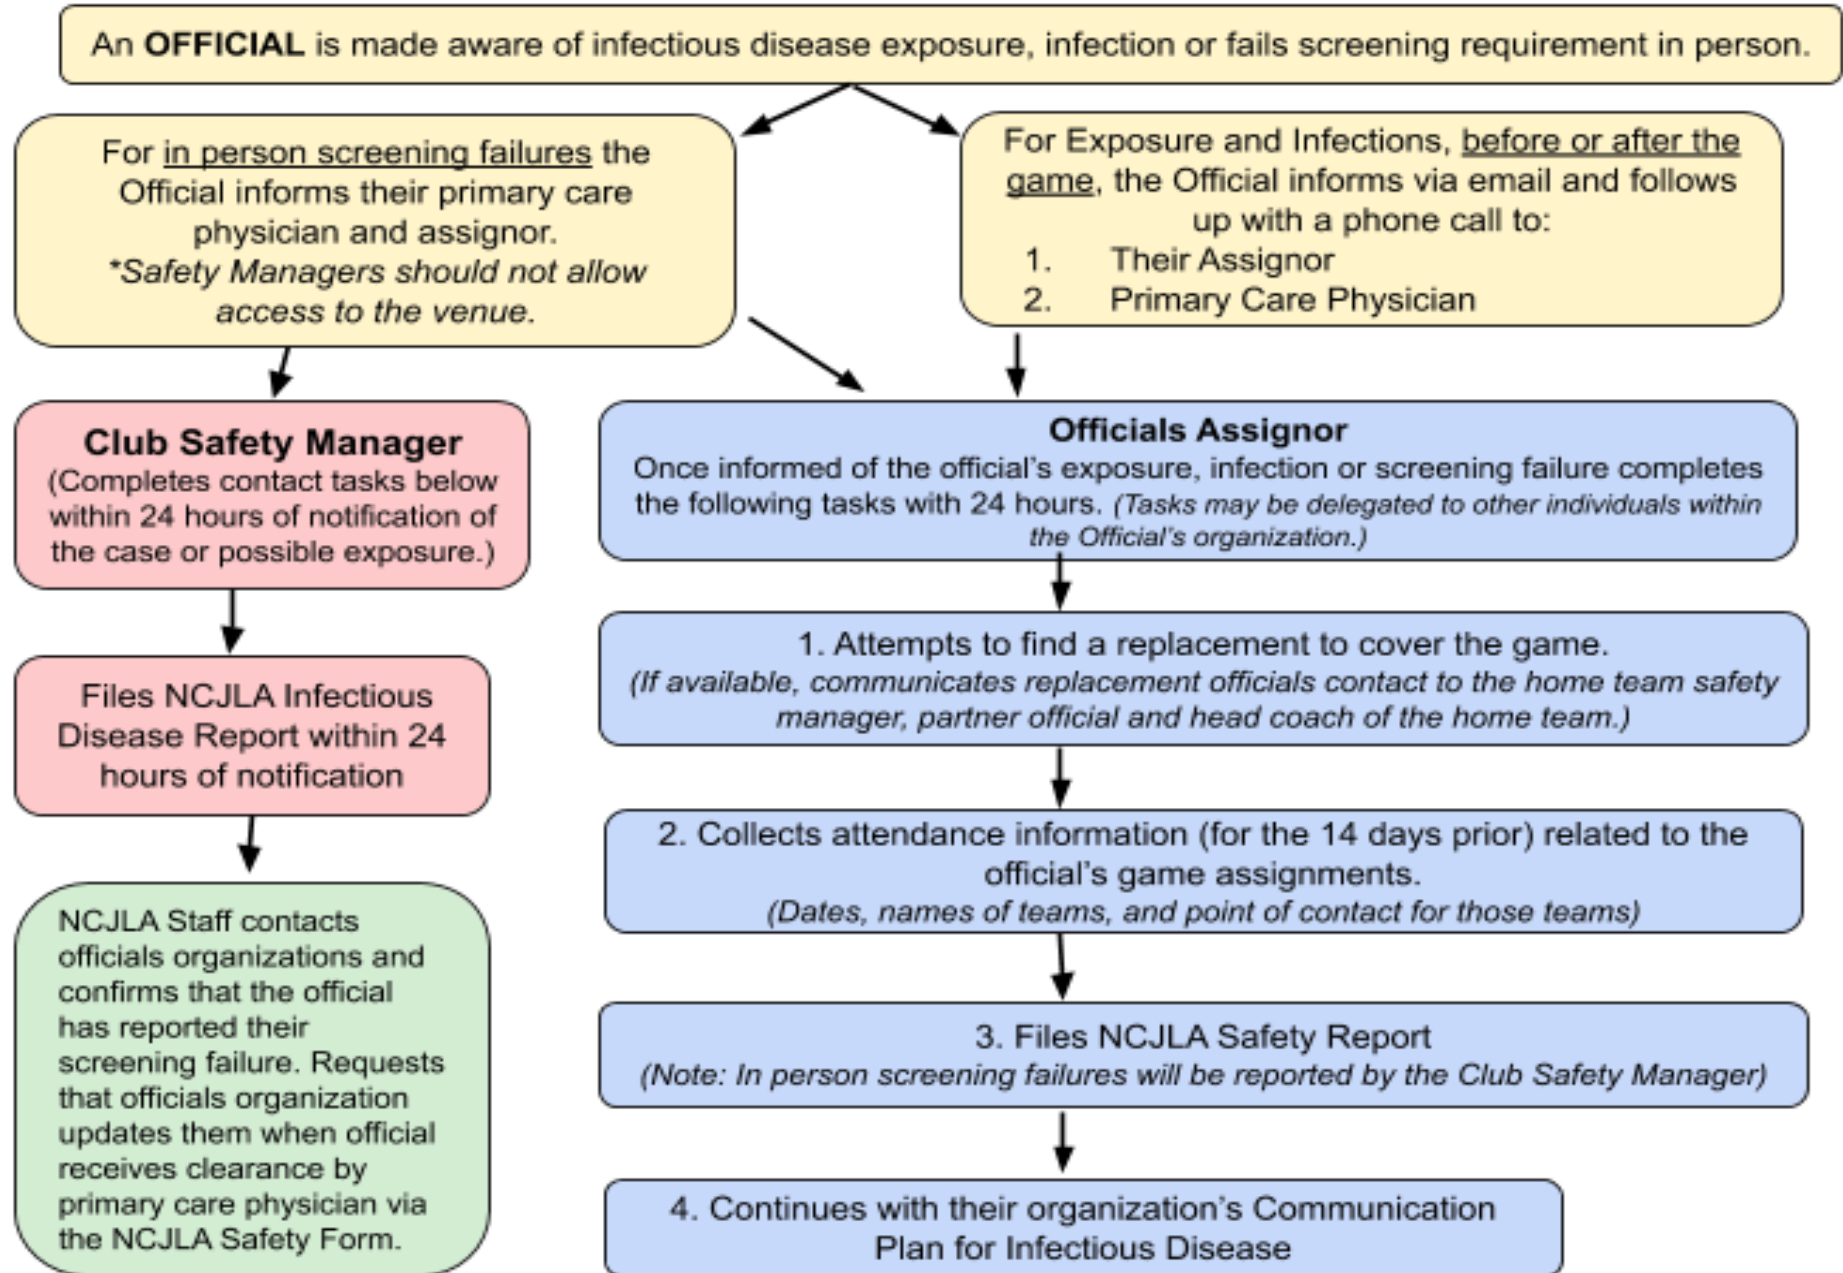 An OFFICIAL is made aware of infectious disease exposure, infection or fails screening requirement in person.
For in person screening failures the
Official informs their primary care
physician and assignor.
*Safety Managers should not allow
access to the venue.
For Exposure and Infections, before or after the
game, the Official informs via email and follows
up with a phone call to:
1. Their Assignor
2. Primary Care Physician
Club Safety Manager
(Completes contact tasks below
within 24 hours of notification of
the case or possible exposure.)
Files NCJLA Infectious
Disease Report within 24
hours of notification
NCJLA Staff contacts
officials organizations and
confirms that the official
has reported their
screening failure. Requests
that officials organization
updates them when official
receives clearance by
primary care physician via
the NCJLA Safety Form.
Officials Assignor
Once informed of the official's exposure, infection or screening failure completes
the following tasks with 24 hours. (Tasks may be delegated to other individuals within
the Official's organization.)
1. Attempts to find a replacement to cover the game.
(If available, communicates replacement officials contact to the home team safety
manager, partner official and head coach of the home team.)
2. Collects attendance information (for the 14 days prior) related to the
official's game assignments.
(Dates, names of teams, and point of contact for those teams)
3. Files NCJLA Safety Report
(Note: In person screening failures will be reported by the Club Safety Manager)
4. Continues with their organization's Communication
Plan for Infectious Disease